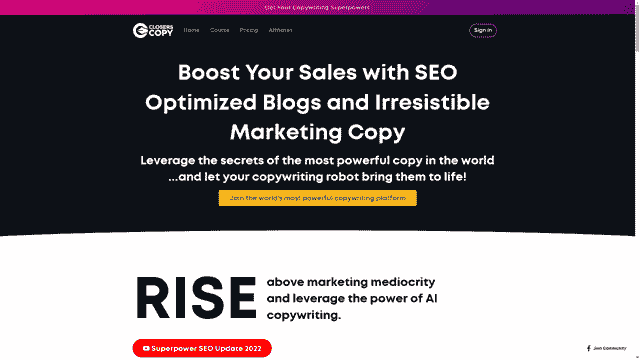 Get Your Copywriting Superpowers
CLOSERS COPY
Home Course Pricing Affiliates
Sign in
Boost Your Sales with SEO
Optimized Blogs and Irresistible
Marketing Copy
Leverage the secrets of the most powerful copy in the world
...and let your copywriting robot bring them to life!
Join the world's most powerful copywriting platform
RISE
above marketing mediocrity
and leverage the power of AI
copywriting.
Superpower SEO Update 2022
Join Community